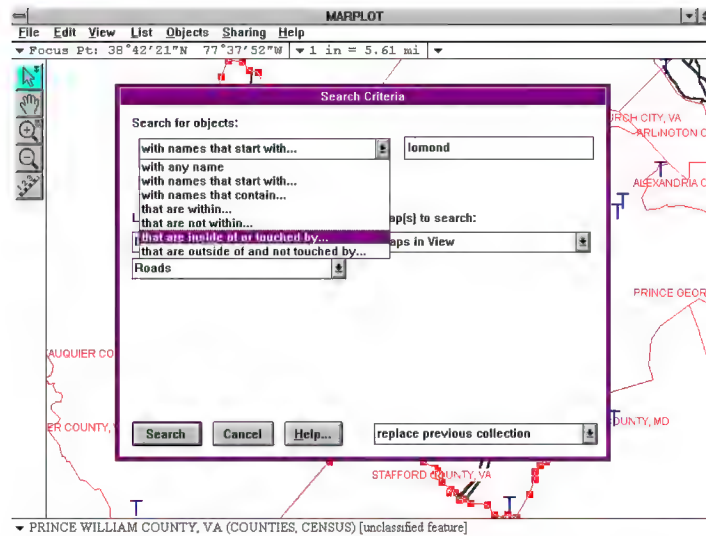 MARPLOT
File Edit View List Objects Sharing Help
Focus Pt: 38°42'21"N 77°37'52"W 1 in = 5.61 mi
Search Criteria
Search for objects:
with names that start with... lomond
with any name
with names that start with...
with names that contain...
that are within...
that are not within...
that are inside of or touched by...
that are outside of and not touched by...
L ap(s) to search:
aps in View
Roads
Search Cancel Help... replace previous collection
RCH CITY, VA
ARLINGTON C
ALEXANDRIA C
PRINCE GEOR
AUQUIER CO
ER COUNTY, V
OUNTY, MD
STAFFORD COUNTY, VA
PRINCE WILLIAM COUNTY, VA (COUNTIES, CENSUS) [unclassified feature]